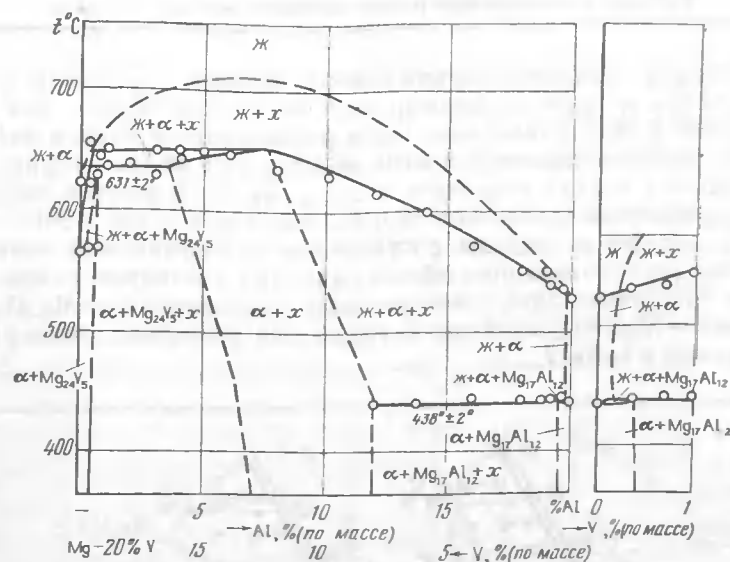 t°C
ж
700
ж+α+x
ж+x
ж+α
631±2°
600
ж+α+Mg24Y5
ж
ж+x
ж+α
α+Mg24Y5+x
α+x
ж+α+x
500
ж+α
α+Mg24Y5
ж+α+Mg17Al12
ж+α+Mg17Al12
438°±2°
α+Mg17Al12
α+Mg17Al12
400
α+Mg17Al12+x
5
10
15
%Al
0
1
→Al, %(по массе)
→V, %(по массе)
Mg–20% Y
15
10
5←V, %(по массе)